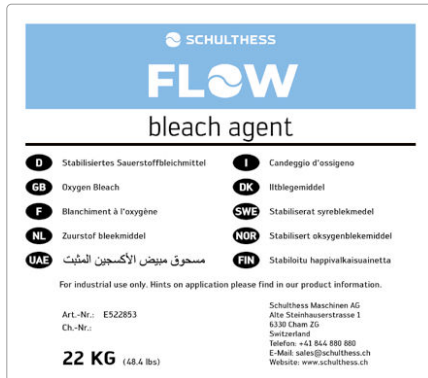 SCHULTHESS
FLOW
bleach agent
D Stabilisiertes Sauerstoffbleichmittel
GB Oxygen Bleach
F Blanchiment à l'oxygène
NL Zuurstof bleekmiddel
UAE مسحوق مبيض الأكسجين المثبت
I Candeggio d'ossigeno
DK Iltblegemiddel
SWE Stabiliserat syreblekmedel
NOR Stabilisert oksygenblekemiddel
FIN Stabiloitu happivalkaisuainetta
For industrial use only. Hints on application please find in our product information.
Art.-Nr.: E522853
Ch.-Nr.:
22 KG (48.4 lbs)
Schulthess Maschinen AG
Alte Steinhauserstrasse 1
6330 Cham ZG
Switzerland
Telefon: +41 844 880 880
E-Mail: sales@schulthess.ch
Website: www.schulthess.ch